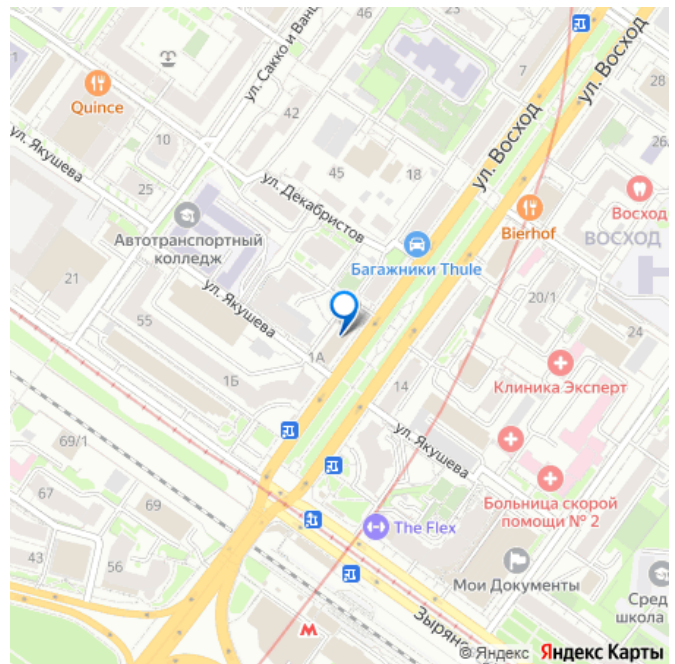 ул. Восход
28
7
ул. Сакко и Ванц
Quince
42
ул. Восход
ул. Якушева
10
26
45
18
25
ул. Декабристов
Восход
Bierhof
ВОСХОД
Автотранспортный
колледж
Багажники Thule
21
ул. Якушева
20/1
55
24
1А
1Б
14
Клиника Эксперт
ул. Якушева
69/1
67
69
Больница скорой
помощи № 2
The Flex
43
56
Мои Документы
Сред
школа
Зырянс
М
© Яндекс Яндекс Карты